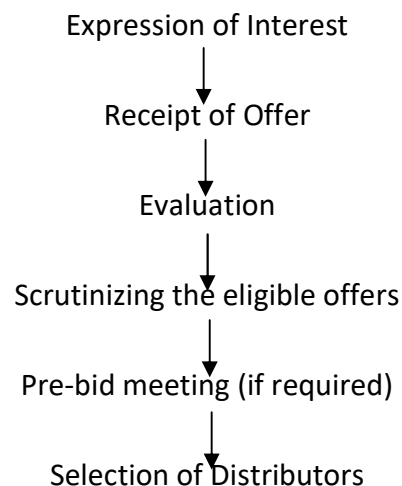 Expression of Interest
Receipt of Offer
Evaluation
Scrutinizing the eligible offers
Pre-bid meeting (if required)
Selection of Distributors